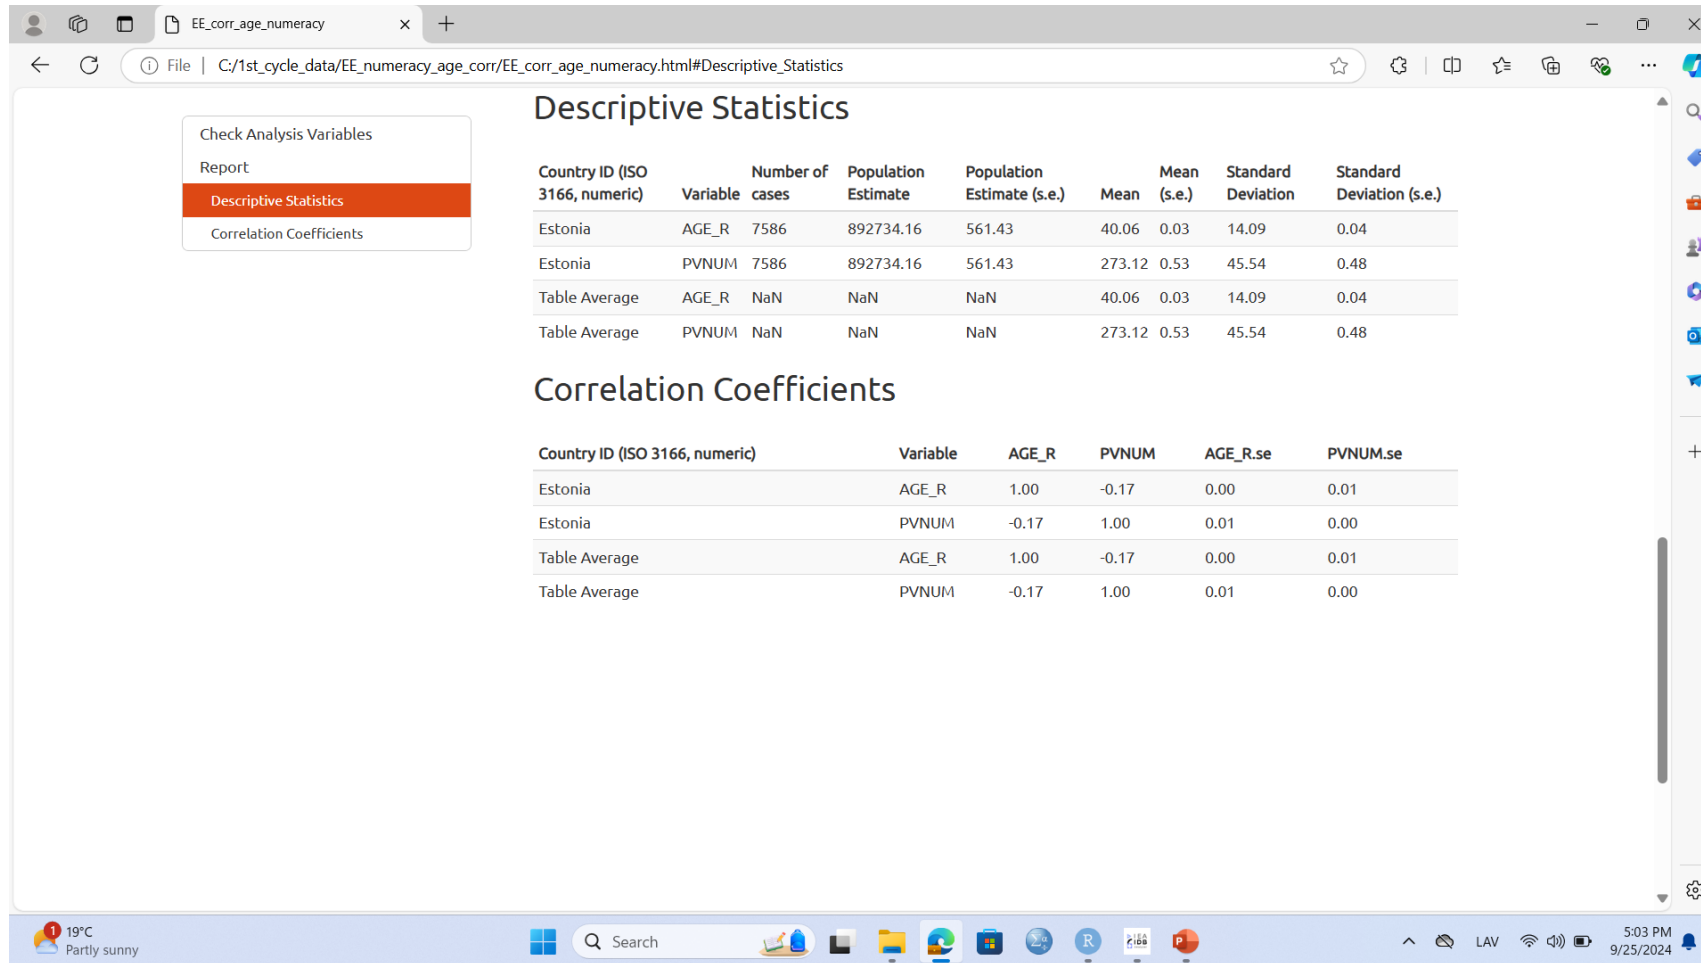 EE_corr_age_numeracy
File | C:/1st_cycle_data/EE_numeracy_age_corr/EE_corr_age_numeracy.html#Descriptive_Statistics
Check Analysis Variables
Report
Descriptive Statistics
Correlation Coefficients
Descriptive Statistics
Country ID (ISO 3166, numeric) Variable Number of cases Population Estimate Population Estimate (s.e.) Mean Mean (s.e.) Standard Deviation Standard Deviation (s.e.)
Estonia AGE_R 7586 892734.16 561.43 40.06 0.03 14.09 0.04
Estonia PVNUM 7586 892734.16 561.43 273.12 0.53 45.54 0.48
Table Average AGE_R NaN NaN NaN 40.06 0.03 14.09 0.04
Table Average PVNUM NaN NaN NaN 273.12 0.53 45.54 0.48
Correlation Coefficients
Country ID (ISO 3166, numeric) Variable AGE_R PVNUM AGE_R.se PVNUM.se
Estonia AGE_R 1.00 -0.17 0.00 0.01
Estonia PVNUM -0.17 1.00 0.01 0.00
Table Average AGE_R 1.00 -0.17 0.00 0.01
Table Average PVNUM -0.17 1.00 0.01 0.00
1
19°C
Partly sunny
Search
R
IEA
IDB
P
LAV
5:03 PM
9/25/2024